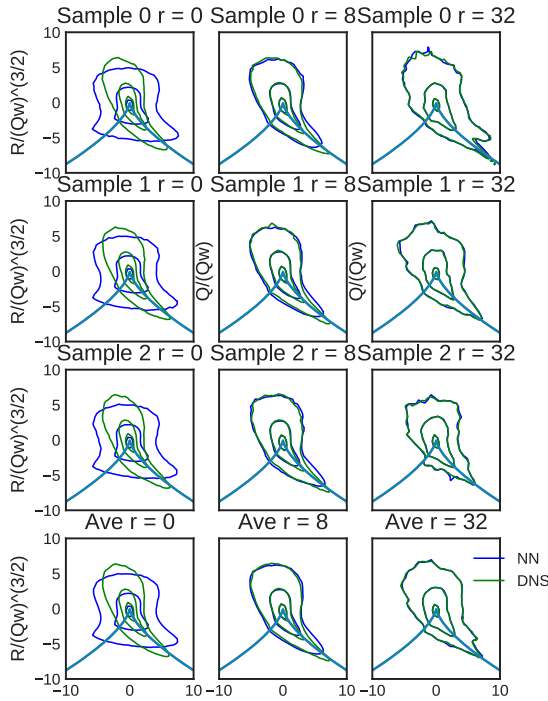 Sample 0 r = 0 Sample 0 r = 8 Sample 0 r = 32
10
5
0
−5
−10
R/(Qw)^(3/2)
Sample 1 r = 0 Sample 1 r = 8 Sample 1 r = 32
10
5
0
−5
−10
R/(Qw)^(3/2)
Q/(Qw)
Q/(Qw)
Sample 2 r = 0 Sample 2 r = 8 Sample 2 r = 32
10
5
0
−5
−10
R/(Qw)^(3/2)
Ave r = 0 Ave r = 8 Ave r = 32
10
5
0
−5
−10
R/(Qw)^(3/2)
NN
DNS
−10 0 10 0 10 0 10